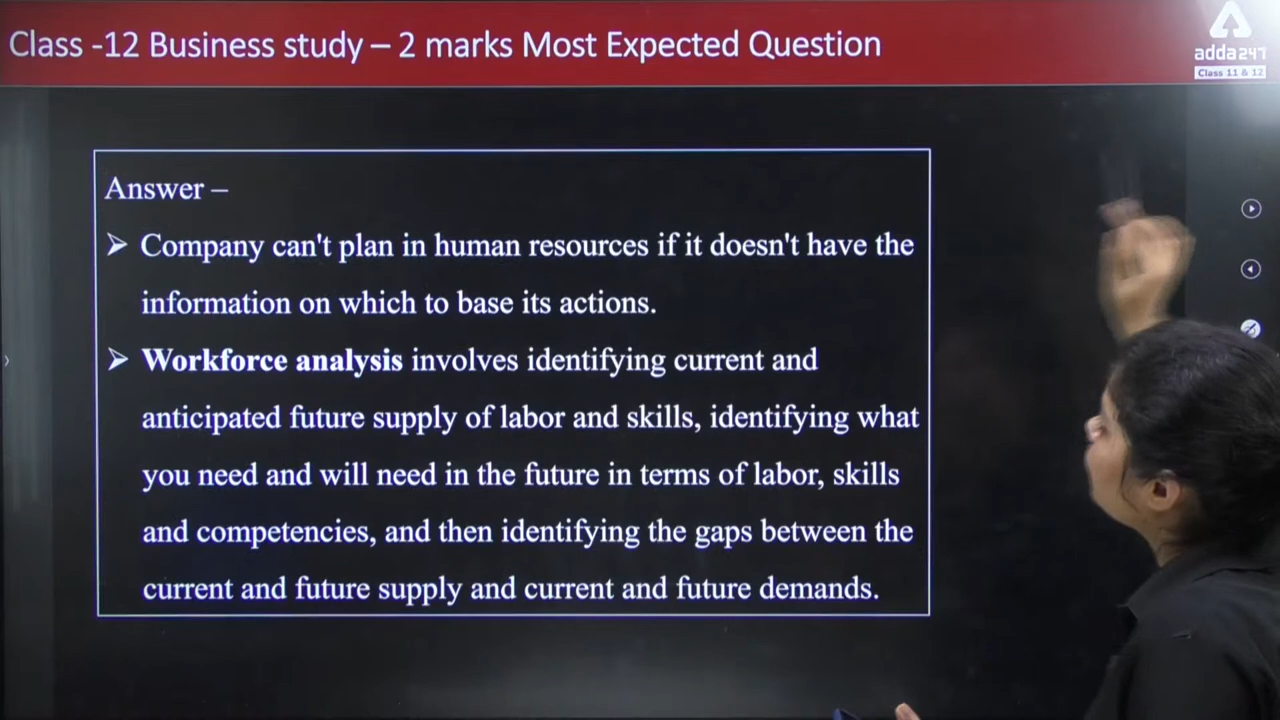 Class -12 Business study – 2 marks Most Expected Question
adda247
Class 11 & 12
Answer –
➢ Company can't plan in human resources if it doesn't have the
information on which to base its actions.
➢ Workforce analysis involves identifying current and
anticipated future supply of labor and skills, identifying what
you need and will need in the future in terms of labor, skills
and competencies, and then identifying the gaps between the
current and future supply and current and future demands.